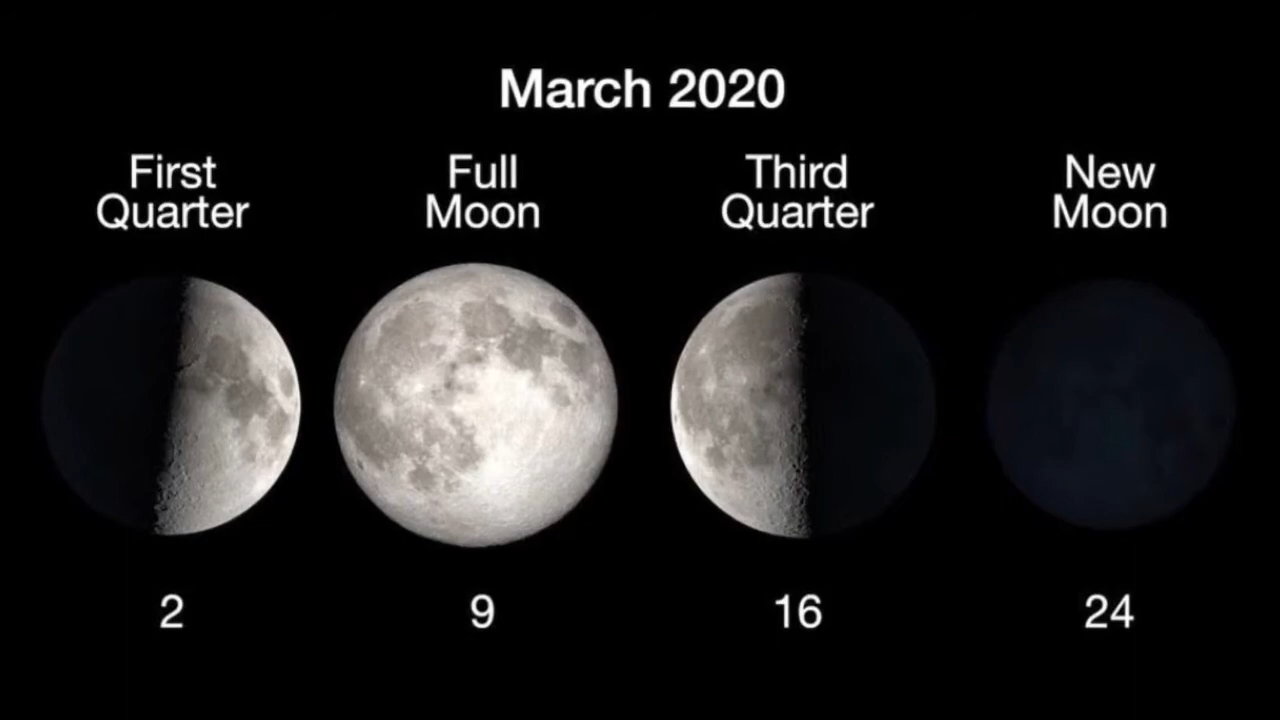 March 2020
First
Quarter
Full
Moon
Third
Quarter
New
Moon
2
9
16
24